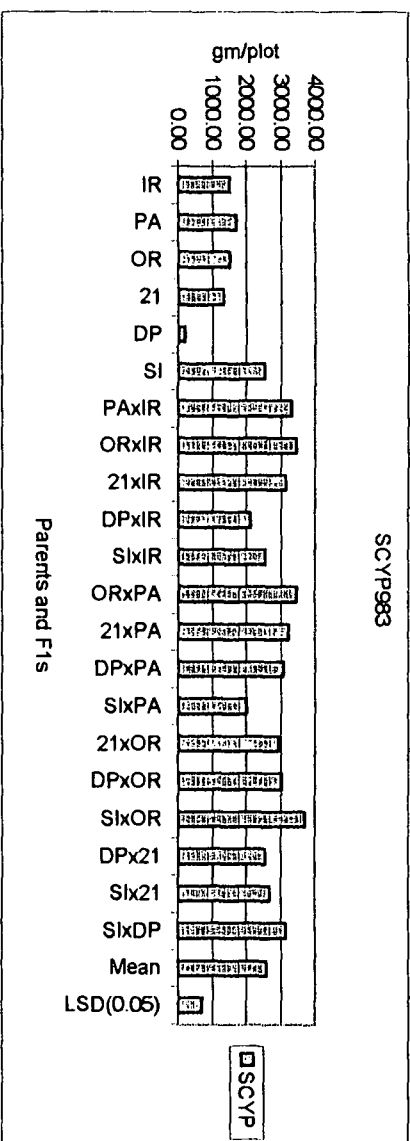 SCYP983
gm/plot
4000.00
3000.00
2000.00
1000.00
0.00
IR
PA
OR
21
DP
SI
PAxIR
ORxIR
21xIR
DPxIR
SIxIR
ORxPA
21xPA
DPxPA
SIxPA
21xOR
DPxOR
SIxOR
DPx21
SIx21
SIxDP
Mean
LSD(0.05)
Parents and F1s
SCYP